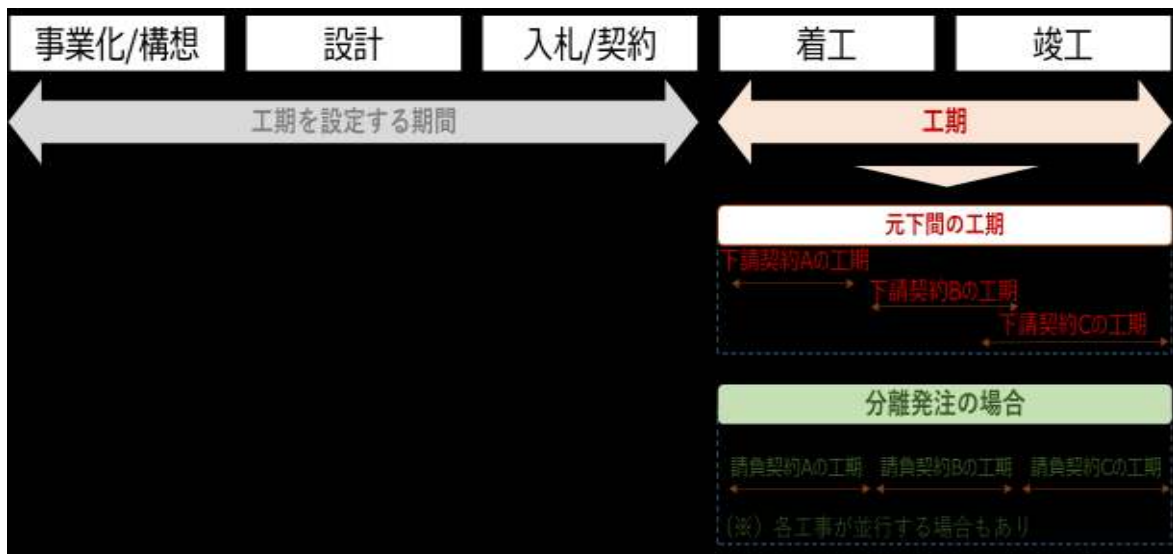 事業化/構想
設計
入札/契約
着工
竣工
工期を設定する期間
工期
元下間の工期
下請契約Aの工期
下請契約Bの工期
下請契約Cの工期
分離発注の場合
請負契約Aの工期
請負契約Bの工期
請負契約Cの工期
(※)各工事が並行する場合もあり